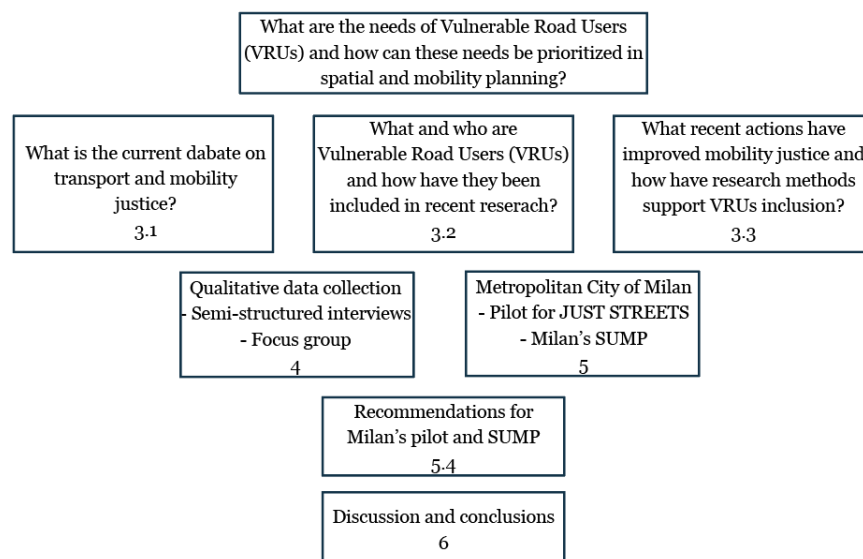 What are the needs of Vulnerable Road Users
(VRUs) and how can these needs be prioritized in
spatial and mobility planning?
What is the current dabate on
transport and mobility
justice?
3.1
What and who are
Vulnerable Road Users (VRUs)
and how have they been
included in recent reserach?
3.2
What recent actions have
improved mobility justice and
how have research methods
support VRUs inclusion?
3.3
Qualitative data collection
- Semi-structured interviews
- Focus group
4
Metropolitan City of Milan
- Pilot for JUST STREETS
- Milan's SUMP
5
Recommendations for
Milan's pilot and SUMP
5.4
Discussion and conclusions
6